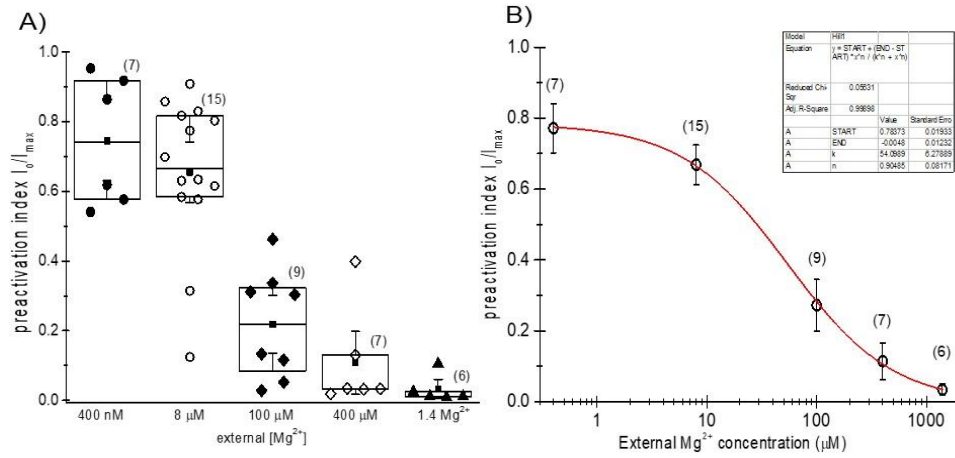 A)
preactivation index I₀/Iₘₐₓ
1.0
0.8
0.6
0.4
0.2
0.0
(7)
(15)
(9)
(7)
(6)
400 nM 8 µM 100 µM 400 µM 1.4 Mg²⁺
external [Mg²⁺]
B)
preactivation index I₀/Iₘₐₓ
1.0
0.8
0.6
0.4
0.2
0.0
(7)
(15)
(9)
(7)
(6)
1 10 100 1000
External Mg²⁺ concentration (µM)
Model Hill1
Equation y = START + (END - ST
ART) * x^n / (k^n + x^n)
Reduced Chi-
Sqr 0.05631
Adj. R-Square 0.99898
Value Standard Erro
A START 0.78373 0.01933
A END -0.0048 0.01232
A k 54.0989 6.27889
A n 0.90485 0.08171